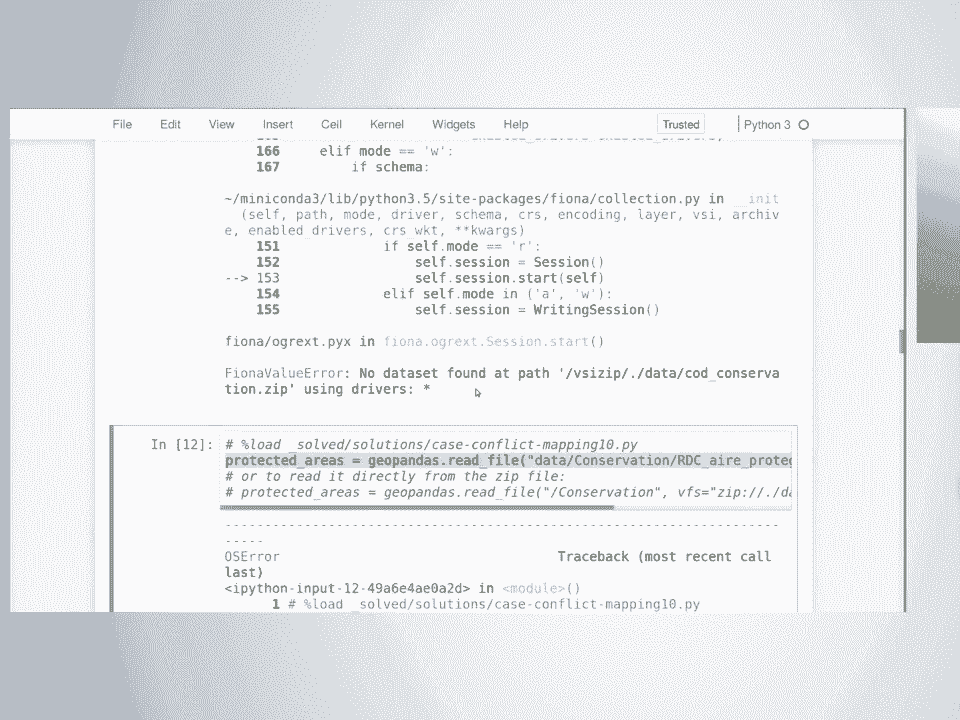 File Edit View Insert Ceil Kernel Widgets Help Trusted Python 3
166 elif mode == 'w':
167 if schema:
~/miniconda3/lib/python3.5/site-packages/fiona/collection.py in __init
(self, path, mode, driver, schema, crs, encoding, layer, vsi, archiv
e, enabled drivers, crs wkt, **kwargs)
151 if self.mode == 'r':
152 self.session = Session()
--> 153 self.session.start(self)
154 elif self.mode in ('a', 'w'):
155 self.session = WritingSession()
fiona/ogrext.pyx in fiona.ogrext.Session.start()
FionaValueError: No dataset found at path '/vsizip/./data/cod_conserva
tion.zip' using drivers: *
In [12]: # %load _solved/solutions/case-conflict-mapping10.py
protected_areas = geopandas.read_file("data/Conservation/RDC_aire_protec
# or to read it directly from the zip file:
# protected_areas = geopandas.read_file("/Conservation", vfs="zip://./da
---------------------------------------------------------------------
-----
OSError Traceback (most recent call
last)
<ipython-input-12-49a6e4ae0a2d> in <module>()
1 # %load _solved/solutions/case-conflict-mapping10.py